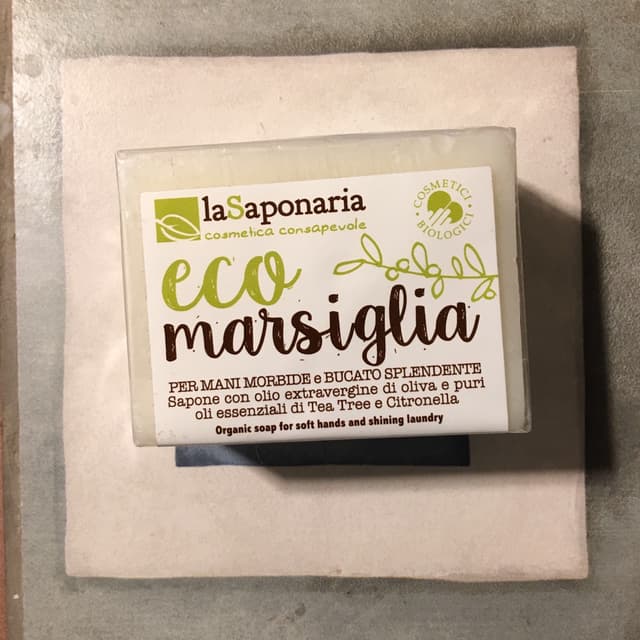 laSaponaria
cosmetica consapevole
COSMETICI
BIOLOGICI
eco
marsiglia
PER MANI MORBIDE e BUCATO SPLENDENTE
Sapone con olio extravergine di oliva e puri
oli essenziali di Tea Tree e Citronella
Organic soap for soft hands and shining laundry